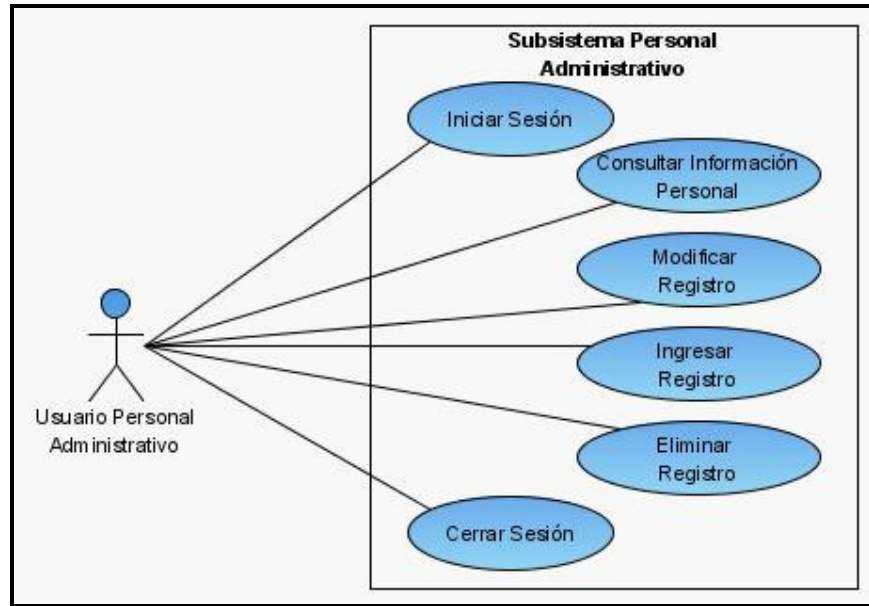 Subsistema Personal
Administrativo
Iniciar Sesión
Consultar Información
Personal
Modificar
Registro
Ingresar
Registro
Usuario Personal
Administrativo
Eliminar
Registro
Cerrar Sesión